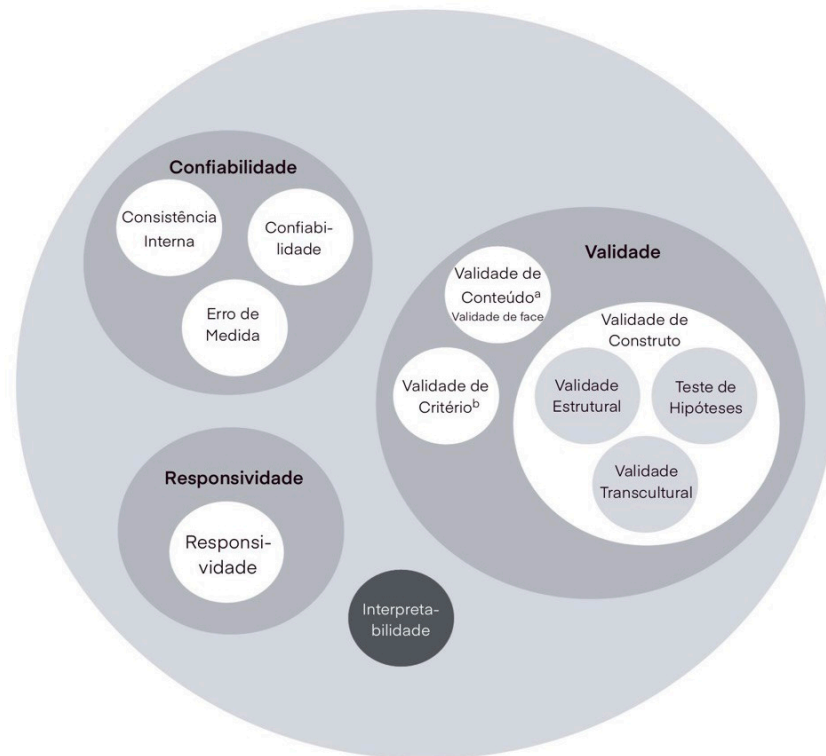 Confiabilidade
Consistência
Interna
Confiabi-
lidade
Erro de
Medida
Validade
Validade de
Conteúdoᵃ
Validade de face
Validade de
Critérioᵇ
Validade de
Construto
Validade
Estrutural
Teste de
Hipóteses
Validade
Transcultural
Responsividade
Responsi-
vidade
Interpreta-
bilidade